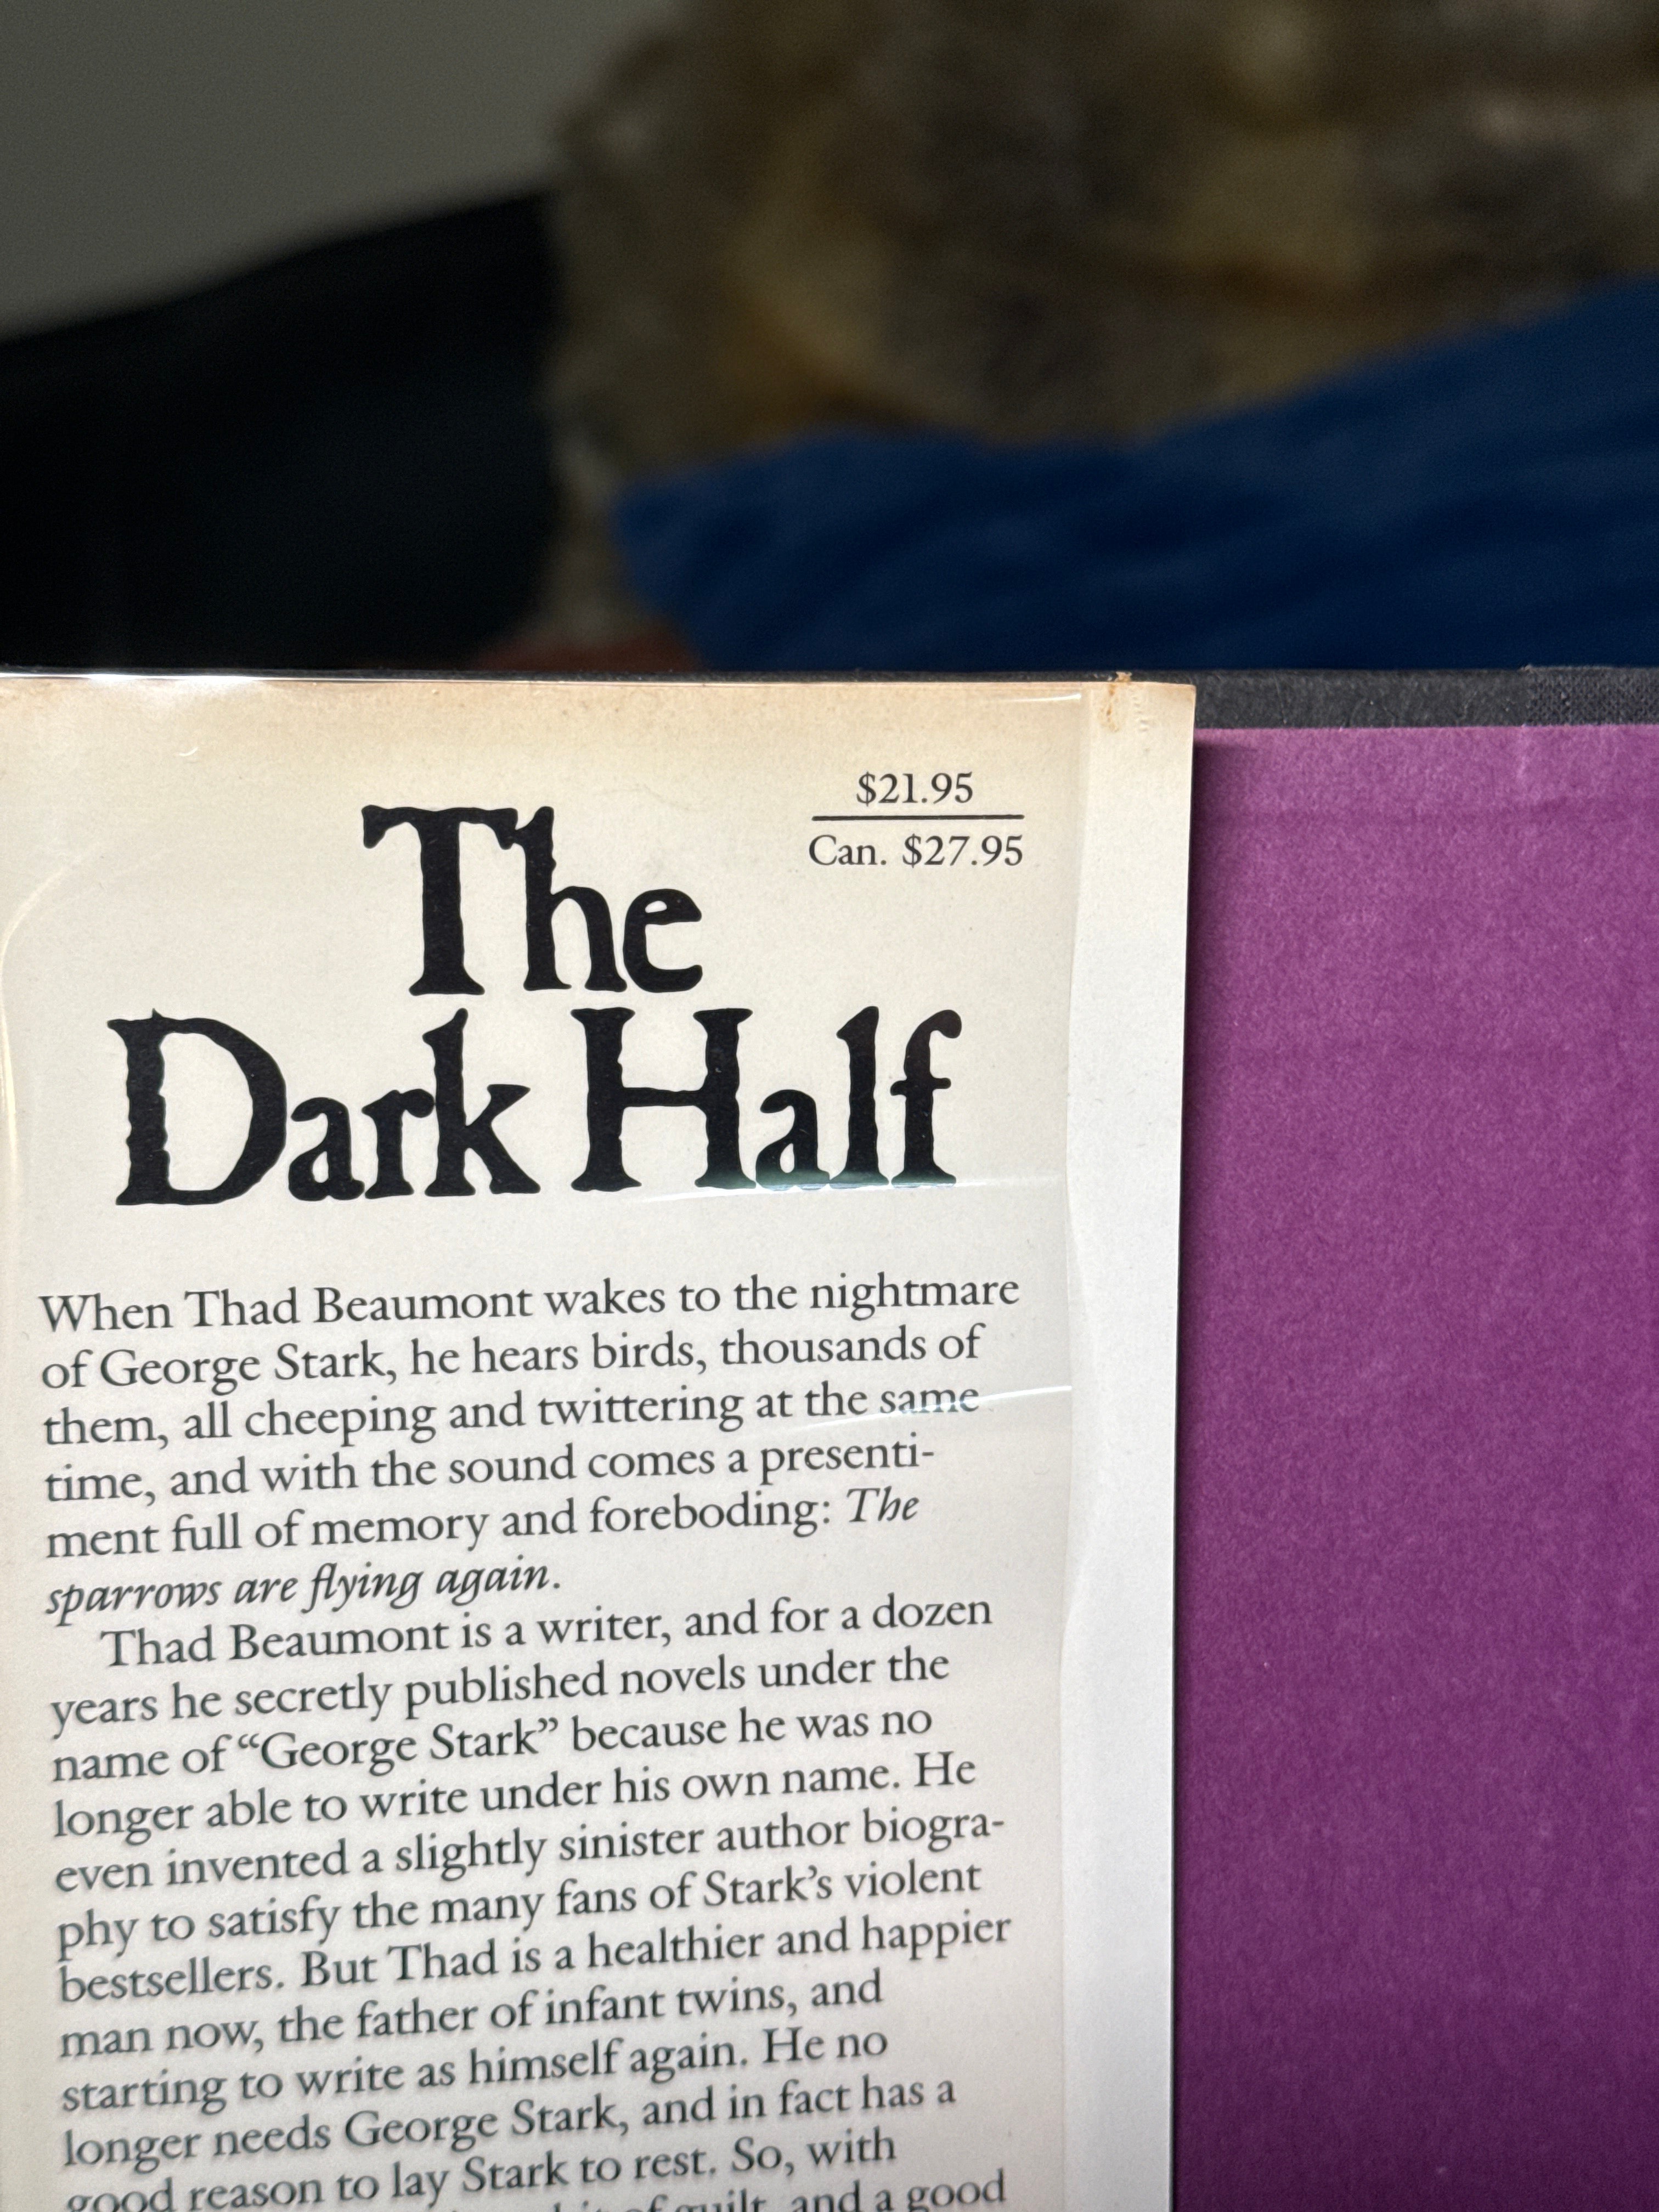 $21.95
Can. $27.95
The
Dark Half
When Thad Beaumont wakes to the nightmare
of George Stark, he hears birds, thousands of
them, all cheeping and twittering at the same
time, and with the sound comes a presenti-
ment full of memory and foreboding: The
sparrows are flying again.
Thad Beaumont is a writer, and for a dozen
years he secretly published novels under the
name of “George Stark” because he was no
longer able to write under his own name. He
even invented a slightly sinister author biogra-
phy to satisfy the many fans of Stark’s violent
bestsellers. But Thad is a healthier and happier
man now, the father of infant twins, and
starting to write as himself again. He no
longer needs George Stark, and in fact has a
good reason to lay Stark to rest. So, with
of guilt, and a good